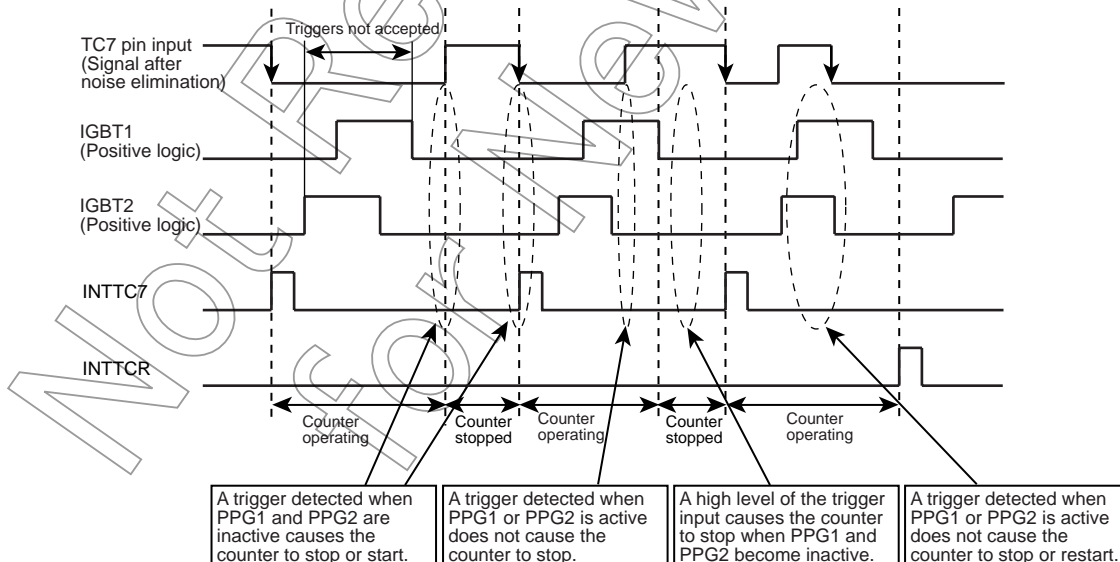 Triggers not accepted
TC7 pin input
(Signal after
noise elimination)
IGBT1
(Positive logic)
IGBT2
(Positive logic)
INTTC7
INTTCR
Counter
operating
Counter
stopped
Counter
operating
Counter
stopped
Counter
operating
A trigger detected when
PPG1 and PPG2 are
inactive causes the
counter to stop or start.
A trigger detected when
PPG1 or PPG2 is active
does not cause the
counter to stop.
A high level of the trigger
input causes the counter
to stop when PPG1 and
PPG2 become inactive.
A trigger detected when
PPG1 or PPG2 is active
does not cause the
counter to stop or restart.
Not Re
for New